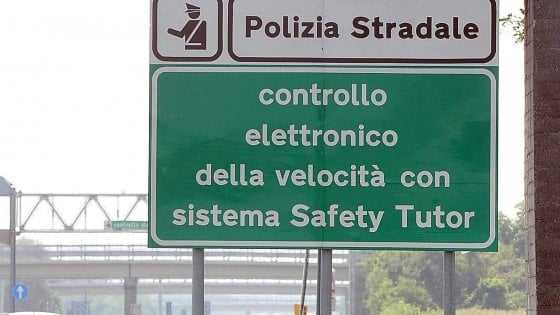 Polizia Stradale
controllo
elettronico
della velocità con
sistema Safety Tutor